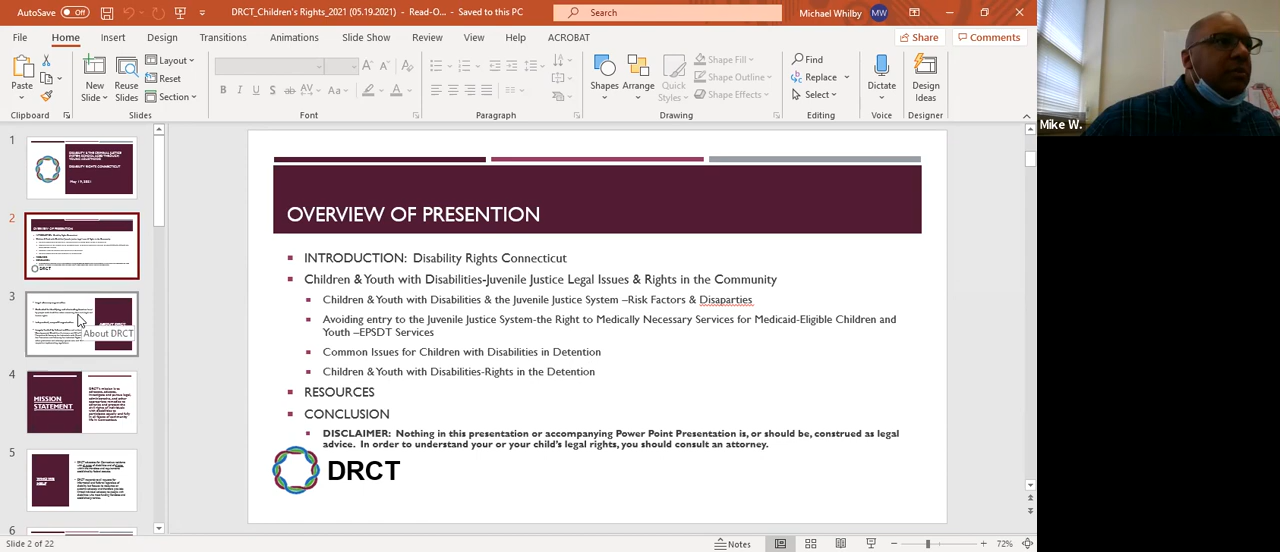 AutoSave Off DRCT_Children's Rights_2021 (05.19.2021) - Read-O... - Saved to this PC Search Michael Whilby MW
File Home Insert Design Transitions Animations Slide Show Review View Help ACROBAT Share Comments
Paste New Slide Reuse Slides Layout Reset Section Shapes Arrange Quick Styles Shape Fill Shape Outline Shape Effects Find Replace Select Dictate Design Ideas
Clipboard Slides Font Paragraph Drawing Editing Voice Designer
Mike W.
1
2
3
About DRCT
4
MISSION STATEMENT
5
6
OVERVIEW OF PRESENTION
INTRODUCTION: Disability Rights Connecticut
Children & Youth with Disabilities-Juvenile Justice Legal Issues & Rights in the Community
Children & Youth with Disabilities & the Juvenile Justice System –Risk Factors & Disaparties
Avoiding entry to the Juvenile Justice System-the Right to Medically Necessary Services for Medicaid-Eligible Children and
Youth –EPSDT Services
Common Issues for Children with Disabilities in Detention
Children & Youth with Disabilities-Rights in the Detention
RESOURCES
CONCLUSION
DISCLAIMER: Nothing in this presentation or accompanying Power Point Presentation is, or should be, construed as legal
advice. In order to understand your or your child's legal rights, you should consult an attorney.
DRCT
Slide 2 of 22 Notes 72%